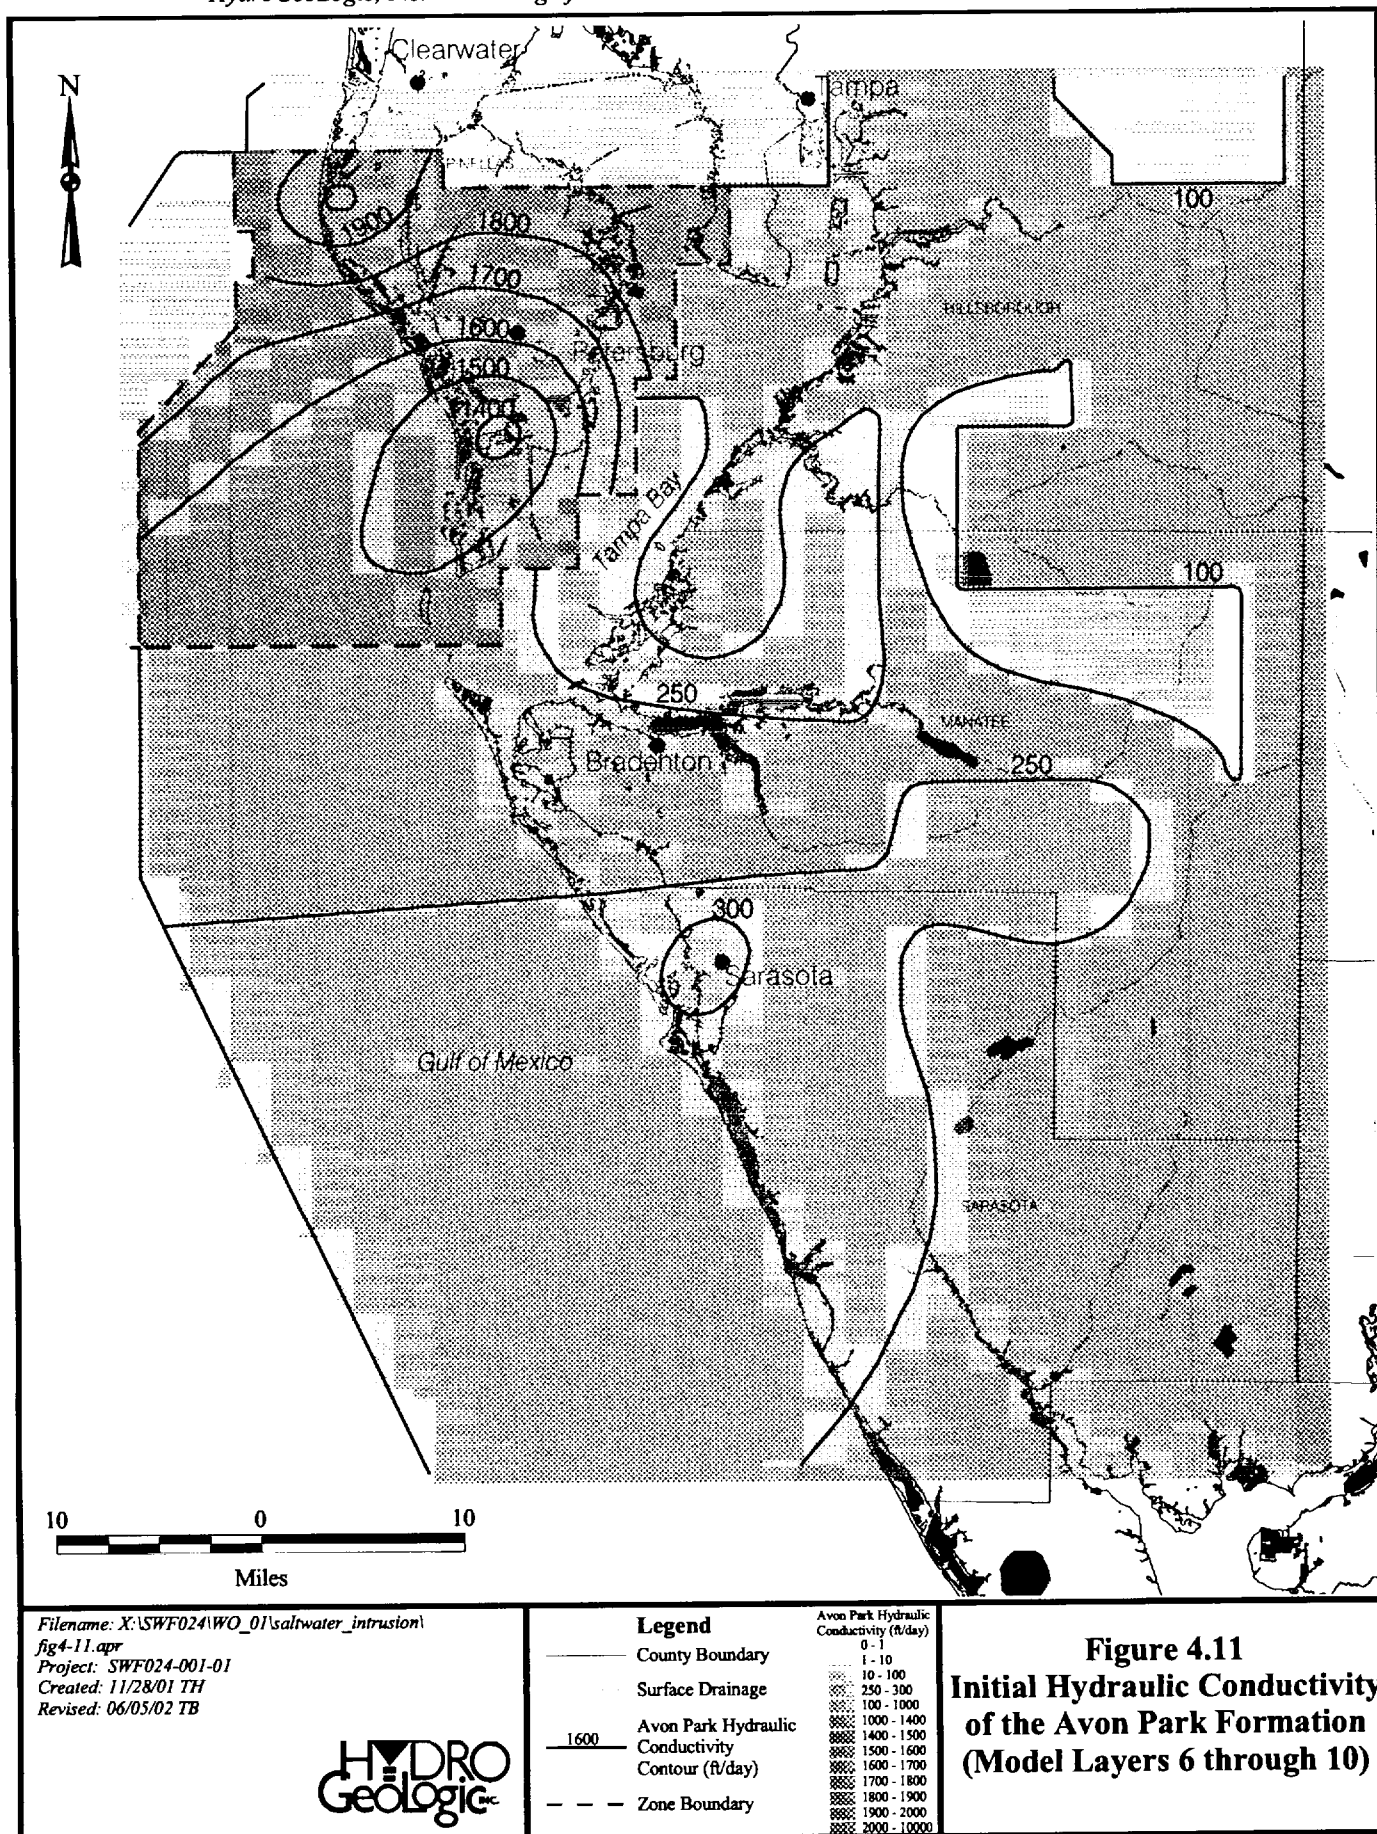 Clearwater
Tampa
N
PINELLAS
100
1900
1800
1700
HILLSBOROUGH
1600
Petersburg
1500
1400
Tampa Bay
100
250
MANATEE
Bradenton
250
300
Sarasota
Gulf of Mexico
SARASOTA
10 0 10
Miles
Filename: X:\SWF024\WO_01\saltwater_intrusion\
fig4-11.apr
Project: SWF024-001-01
Created: 11/28/01 TH
Revised: 06/05/02 TB
HYDRO
GeoLogic INC.
Legend
County Boundary
Surface Drainage
1600
Avon Park Hydraulic
Conductivity
Contour (ft/day)
Zone Boundary
Avon Park Hydraulic
Conductivity (ft/day)
0 - 1
1 - 10
10 - 100
250 - 300
100 - 1000
1000 - 1400
1400 - 1500
1500 - 1600
1600 - 1700
1700 - 1800
1800 - 1900
1900 - 2000
2000 - 10000
Figure 4.11
Initial Hydraulic Conductivity
of the Avon Park Formation
(Model Layers 6 through 10)